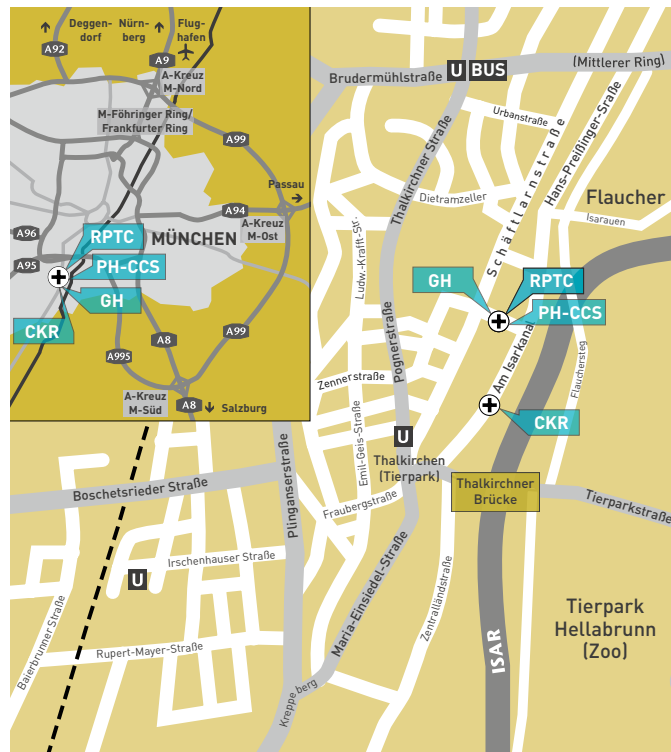 Deggen-
dorf
Nürn-
berg
Flug-
hafen
A92
A9
A-Kreuz
M-Nord
M-Föhringer Ring/
Frankfurter Ring
A99
Passau
A94
A-Kreuz
M-Ost
A96
A95
RPTC
MÜNCHEN
PH-CCS
GH
CKR
A8
A99
A995
A-Kreuz
M-Süd
A8
Salzburg
Brudermühlstraße
U BUS
(Mittlerer Ring)
Urbanstraße
Hans-Preißinger-Sraße
Schäftlarnstraße
Thalkirchner Straße
Dietramzeller
Flaucher
Isarauen
Ludw.-Krafft-Str.
GH
RPTC
PH-CCS
Am Isarkanal
Flauchersteg
Pognerstraße
Zennerstraße
Emil-Geis-Straße
CKR
U
Thalkirchen
(Tierpark)
Thalkirchner
Brücke
Tierparkstraße
Fraubergstraße
Boschetsrieder Straße
Plinganserstraße
Irschenhauser Straße
U
Maria-Einsiedel-Straße
Zentralländstraße
Baierbrunner Straße
Rupert-Mayer-Straße
Kreppe berg
ISAR
Tierpark
Hellabrunn
(Zoo)